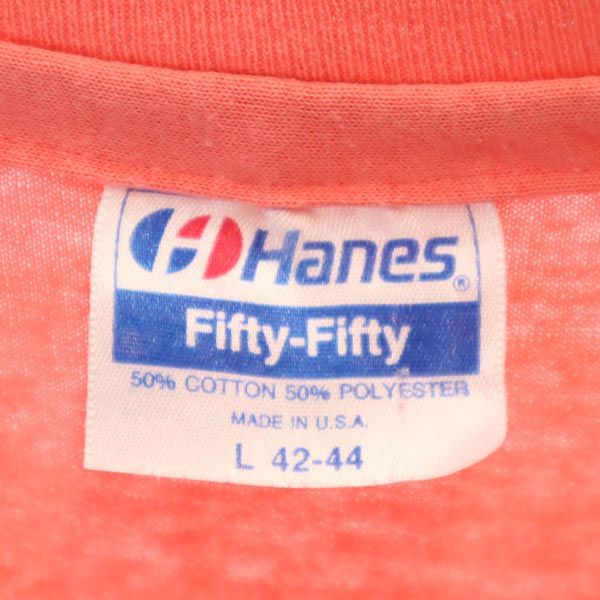 Hanes®
Fifty-Fifty
50% COTTON 50% POLYESTER
MADE IN U.S.A.
L 42-44